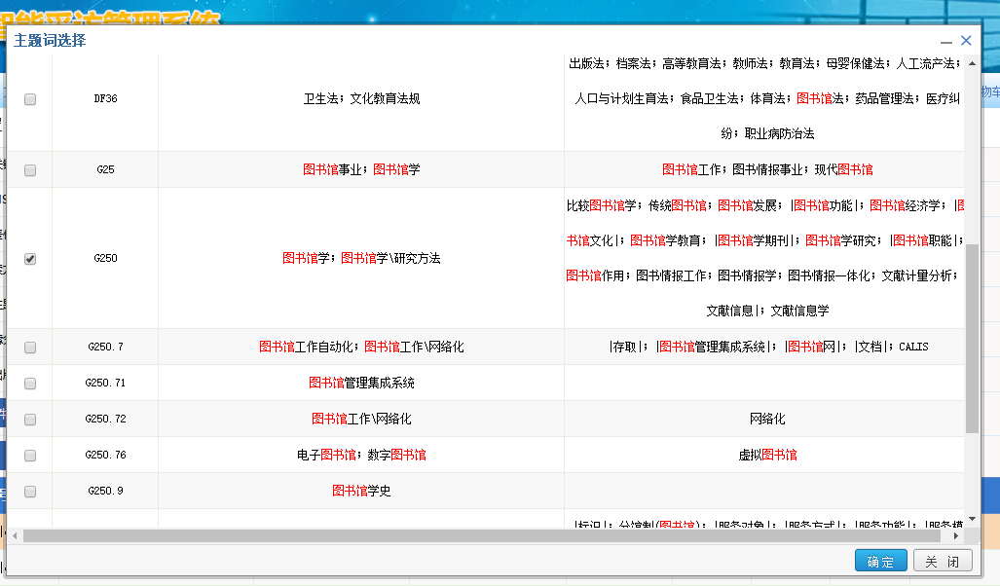 智能采访管理系统
主题词选择
出版法；档案法；高等教育法；教师法；教育法；母婴保健法；人工流产法；
DF36 卫生法；文化教育法规 人口与计划生育法；食品卫生法；体育法；图书馆法；药品管理法；医疗纠
纷；职业病防治法
G25 图书馆事业；图书馆学 图书馆工作；图书情报事业；现代图书馆
比较图书馆学；传统图书馆；图书馆发展；|图书馆功能|；图书馆经济学；|图
G250 图书馆学；图书馆学\研究方法 书馆文化|；图书馆学教育；|图书馆学期刊|；图书馆学研究；|图书馆职能|；
图书馆作用；图书情报工作；图书情报学；图书情报一体化；文献计量分析；
文献信息|；文献信息学
G250.7 图书馆工作自动化；图书馆工作\网络化 |存取|；|图书馆管理集成系统|；|图书馆网|；|文档|；CALIS
G250.71 图书馆管理集成系统
G250.72 图书馆工作\网络化 网络化
G250.76 电子图书馆；数字图书馆 虚拟图书馆
G250.9 图书馆学史
|标识|；分馆制(图书馆)；|服务对象|；|服务方式|；|服务功能|；|服务模
确定 关 闭
物车